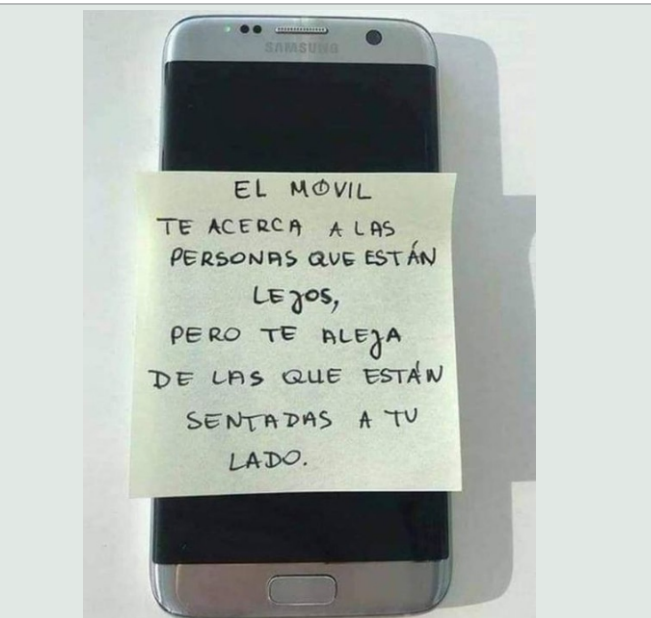 SAMSUNG
EL MÓVIL
TE ACERCA A LAS
PERSONAS QUE ESTÁN
LEJOS,
PERO TE ALEJA
DE LAS QUE ESTÁN
SENTADAS A TU
LADO.